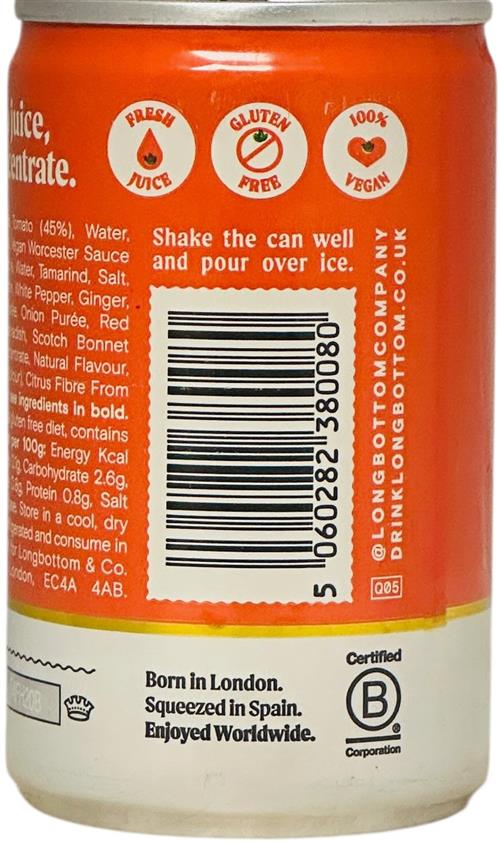 juice,
FRESH
JUICE
GLUTEN
FREE
100%
VEGAN
Tomato (45%), Water,
Worcester Sauce
Water, Tamarind, Salt,
White Pepper, Ginger,
Onion Purée, Red
Scotch Bonnet
Natural Flavour,
Citrus Fibre From
ingredients in bold.
free diet, contains
per 100g: Energy Kcal
Carbohydrate 2.6g,
Protein 0.8g, Salt
Store in a cool, dry
and consume in
Longbottom & Co.
EC4A 4AB.
Shake the can well
and pour over ice.
5 060282 380080
@LONGBOTTOMCOMPANY
DRINKLONGBOTTOM.CO.UK
Q05
Born in London.
Squeezed in Spain.
Enjoyed Worldwide.
Certified
B
®
Corporation